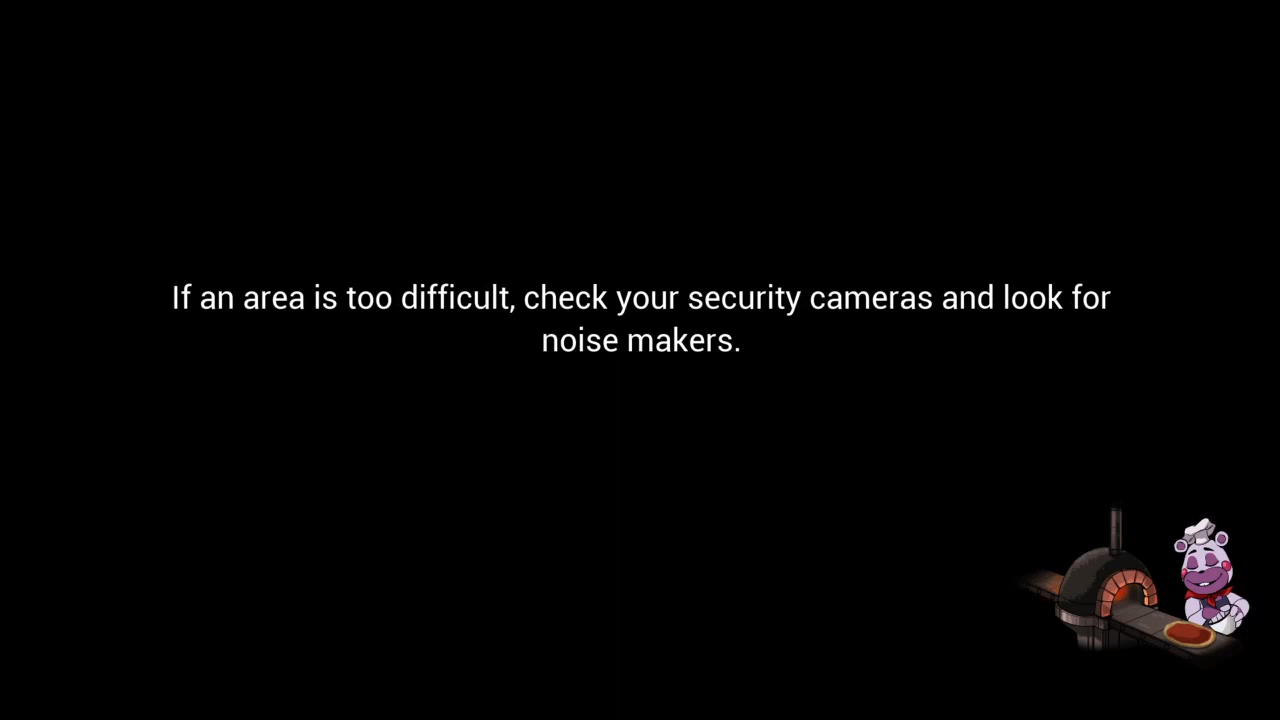 If an area is too difficult, check your security cameras and look for
noise makers.